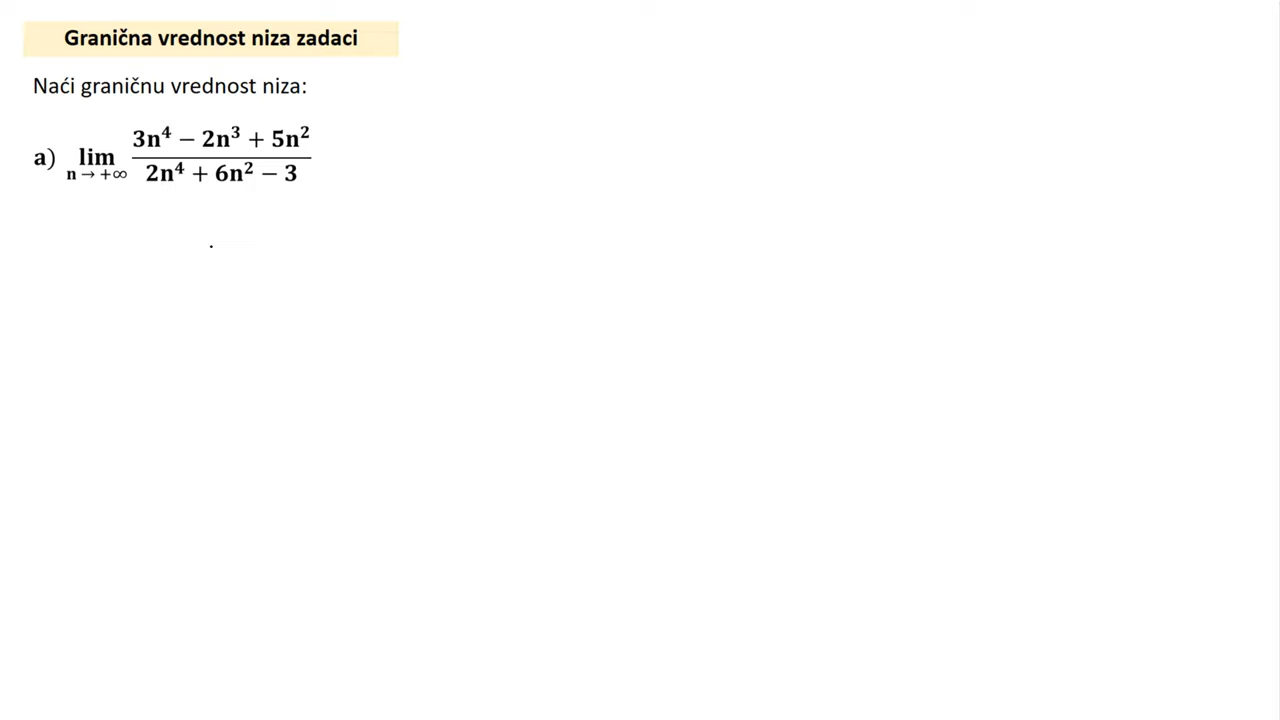 Granična vrednost niza zadaci
Naći graničnu vrednost niza:
a) lim n → +∞ (3n⁴ − 2n³ + 5n²) / (2n⁴ + 6n² − 3)